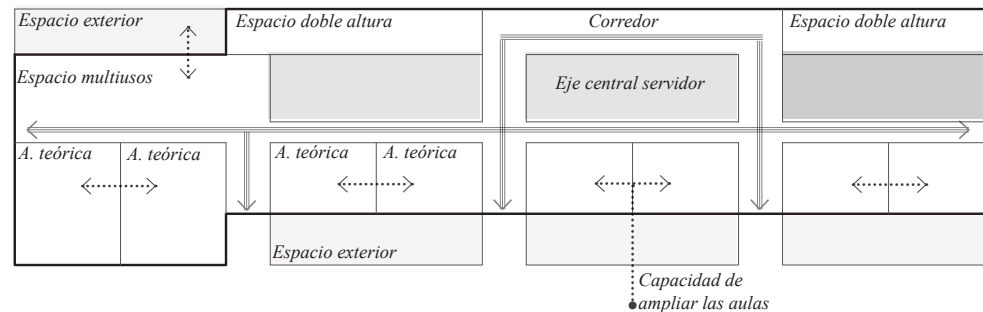 Espacio exterior
Espacio doble altura
Corredor
Espacio doble altura
Espacio multiusos
Eje central servidor
A. teórica
A. teórica
A. teórica
A. teórica
Espacio exterior
Capacidad de
ampliar las aulas